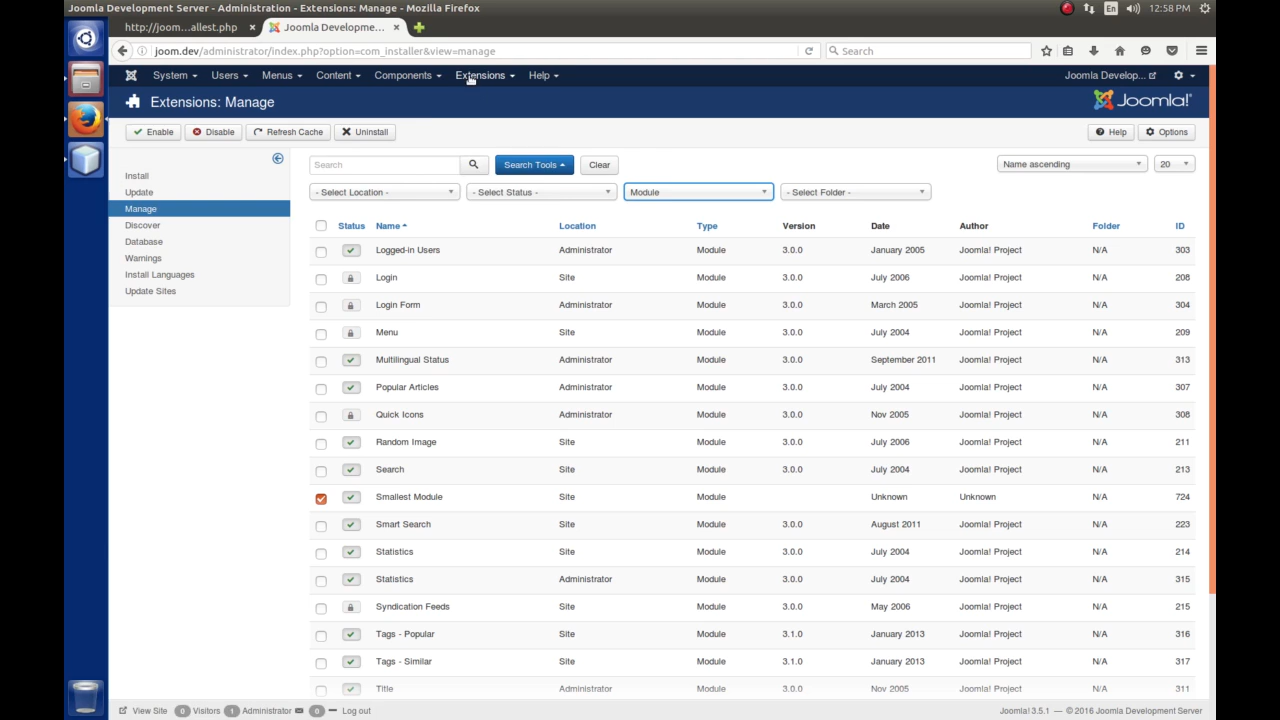 Joomla Development Server - Administration - Extensions: Manage - Mozilla Firefox
En
12:58 PM
http://joom...allest.php
Joomla Developme...
joom.dev/administrator/index.php?option=com_installer&view=manage
Search
System Users Menus Content Components Extensions Help
Joomla Develop...
Extensions: Manage
Joomla!®
Enable Disable Refresh Cache Uninstall Help Options
Install
Update
Manage
Discover
Database
Warnings
Install Languages
Update Sites
Search Search Tools Clear Name ascending 20
- Select Location - - Select Status - Module - Select Folder -
Status Name Location Type Version Date Author Folder ID
Logged-in Users Administrator Module 3.0.0 January 2005 Joomla! Project N/A 303
Login Site Module 3.0.0 July 2006 Joomla! Project N/A 208
Login Form Administrator Module 3.0.0 March 2005 Joomla! Project N/A 304
Menu Site Module 3.0.0 July 2004 Joomla! Project N/A 209
Multilingual Status Administrator Module 3.0.0 September 2011 Joomla! Project N/A 313
Popular Articles Administrator Module 3.0.0 July 2004 Joomla! Project N/A 307
Quick Icons Administrator Module 3.0.0 Nov 2005 Joomla! Project N/A 308
Random Image Site Module 3.0.0 July 2006 Joomla! Project N/A 211
Search Site Module 3.0.0 July 2004 Joomla! Project N/A 213
Smallest Module Site Module Unknown Unknown N/A 724
Smart Search Site Module 3.0.0 August 2011 Joomla! Project N/A 223
Statistics Site Module 3.0.0 July 2004 Joomla! Project N/A 214
Statistics Administrator Module 3.0.0 July 2004 Joomla! Project N/A 315
Syndication Feeds Site Module 3.0.0 May 2006 Joomla! Project N/A 215
Tags - Popular Site Module 3.1.0 January 2013 Joomla! Project N/A 316
Tags - Similar Site Module 3.1.0 January 2013 Joomla! Project N/A 317
Title Administrator Module 3.0.0 Nov 2005 Joomla! Project N/A 311
View Site 0 Visitors 1 Administrator 0 Log out
Joomla! 3.5.1 — © 2016 Joomla Development Server